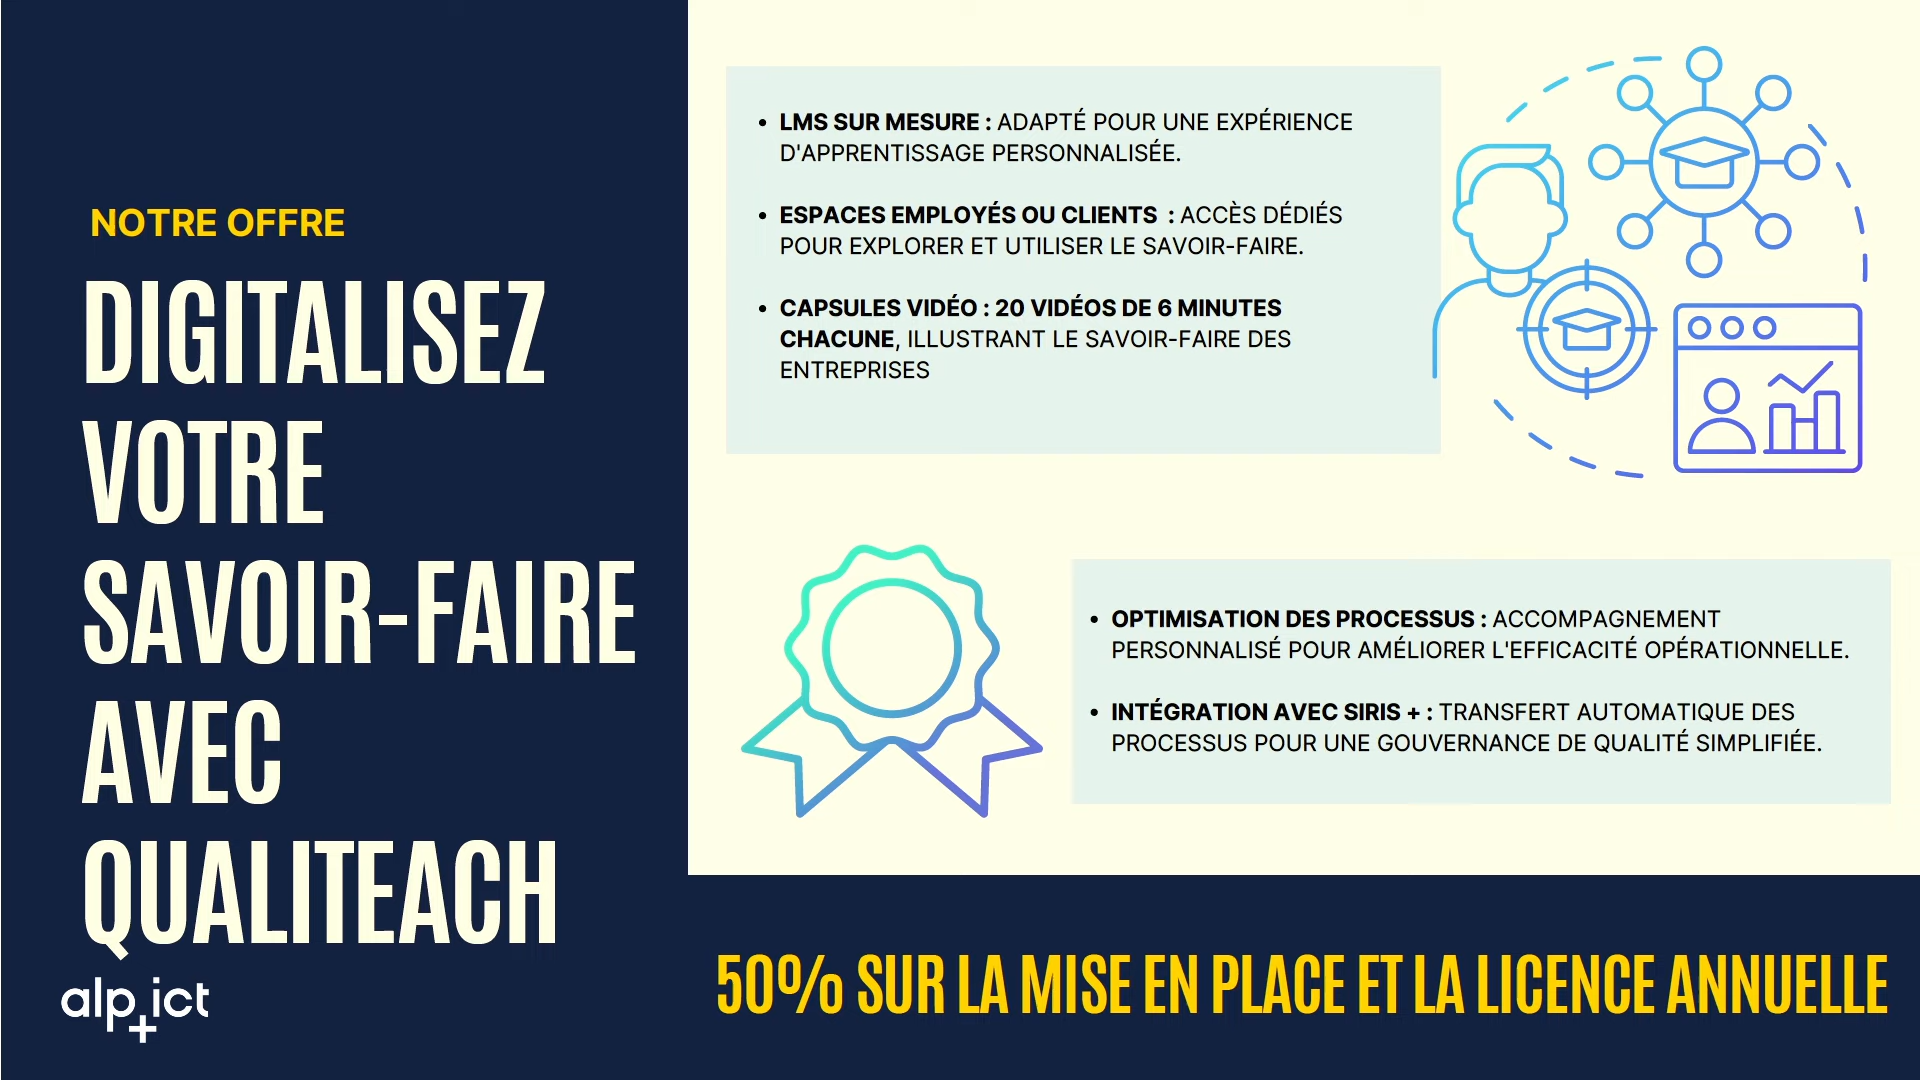 NOTRE OFFRE
DIGITALISEZ
VOTRE
SAVOIR-FAIRE
AVEC
QUALITEACH
alp+ict
• LMS SUR MESURE : ADAPTÉ POUR UNE EXPÉRIENCE
D'APPRENTISSAGE PERSONNALISÉE.
• ESPACES EMPLOYÉS OU CLIENTS  : ACCÈS DÉDIÉS
POUR EXPLORER ET UTILISER LE SAVOIR-FAIRE.
• CAPSULES VIDÉO : 20 VIDÉOS DE 6 MINUTES
CHACUNE, ILLUSTRANT LE SAVOIR-FAIRE DES
ENTREPRISES
• OPTIMISATION DES PROCESSUS : ACCOMPAGNEMENT
PERSONNALISÉ POUR AMÉLIORER L'EFFICACITÉ OPÉRATIONNELLE.
• INTÉGRATION AVEC SIRIS + : TRANSFERT AUTOMATIQUE DES
PROCESSUS POUR UNE GOUVERNANCE DE QUALITÉ SIMPLIFIÉE.
50% SUR LA MISE EN PLACE ET LA LICENCE ANNUELLE